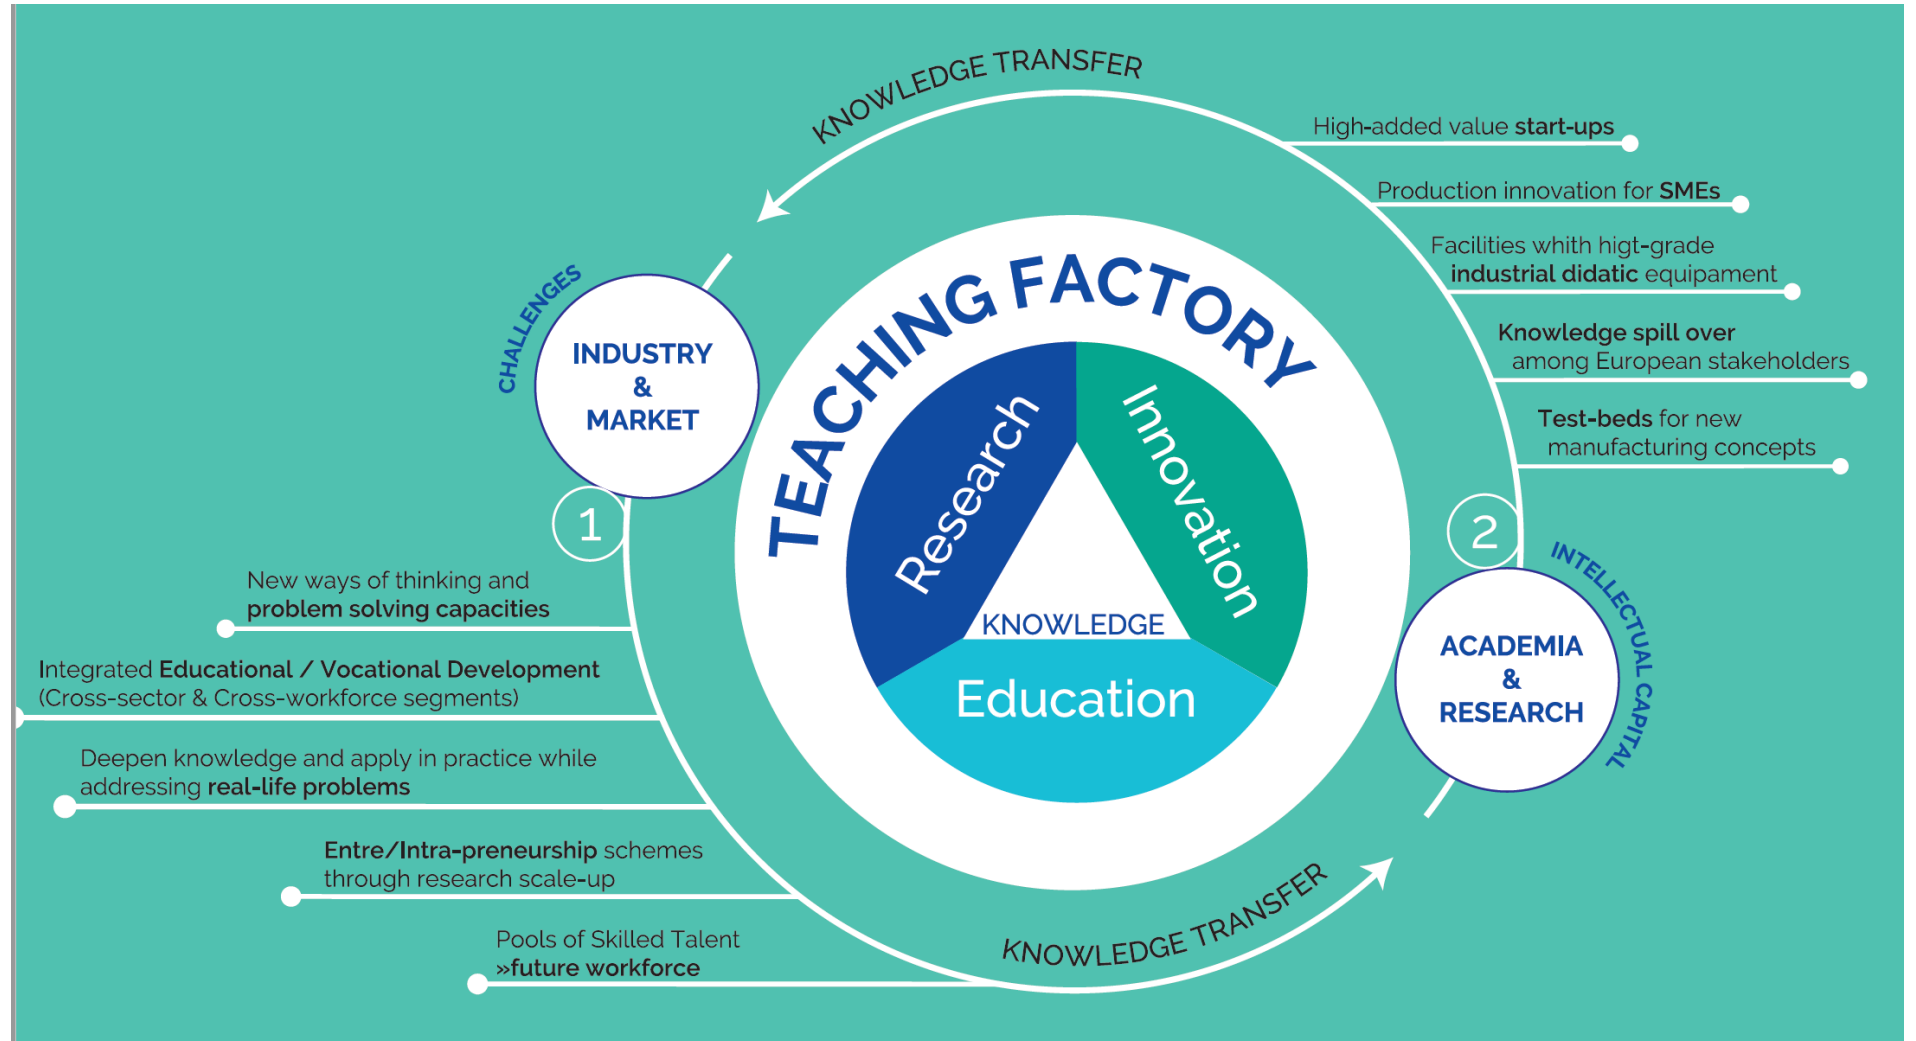 KNOWLEDGE TRANSFER
High-added value start-ups
Production innovation for SMEs
Facilities whith higt-grade
industrial didatic equipament
Knowledge spill over
among European stakeholders
Test-beds for new
manufacturing concepts
CHALLENGES
INDUSTRY
&
MARKET
1
TEACHING FACTORY
Research
Innovation
KNOWLEDGE
Education
2
INTELLECTUAL CAPITAL
ACADEMIA
&
RESEARCH
New ways of thinking and
problem solving capacities
Integrated Educational / Vocational Development
(Cross-sector & Cross-workforce segments)
Deepen knowledge and apply in practice while
addressing real-life problems
Entre/Intra-preneurship schemes
through research scale-up
Pools of Skilled Talent
»future workforce
KNOWLEDGE TRANSFER